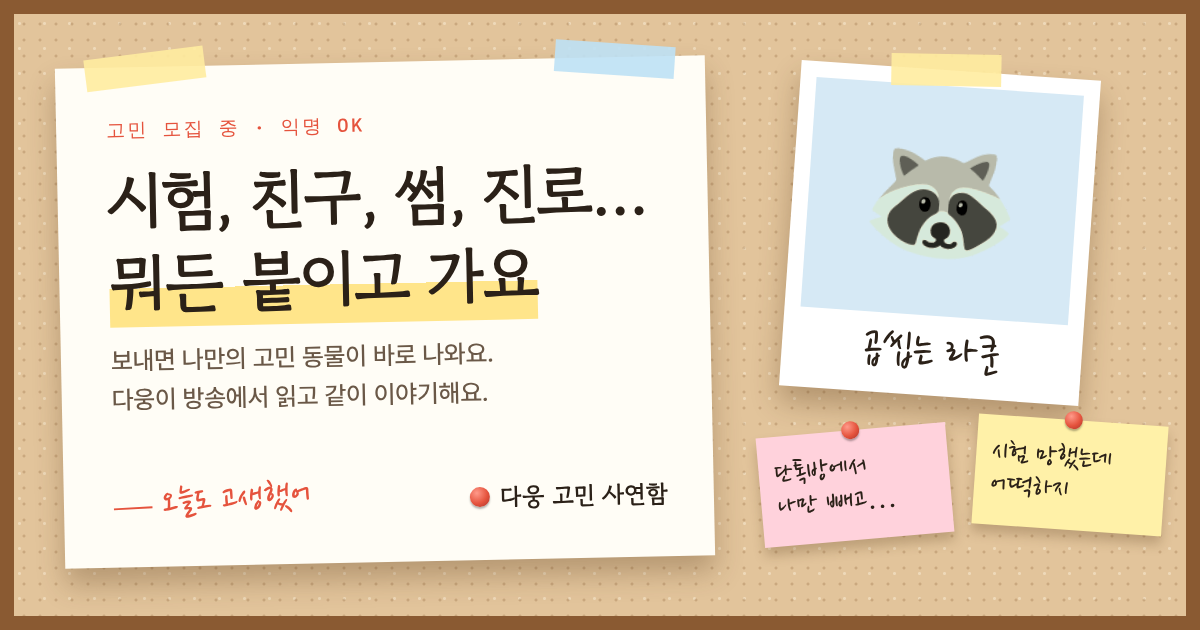 고민 모집 중 · 익명 OK
시험, 친구, 썸, 진로...
뭐든 붙이고 가요
보내면 나만의 고민 동물이 바로 나와요.
다웅이 방송에서 읽고 같이 이야기해요.
오늘도 고생했어
다웅 고민 사연함
곱씹는 라쿤
단톡방에서
나만 빼고...
시험 망했는데
어떡하지